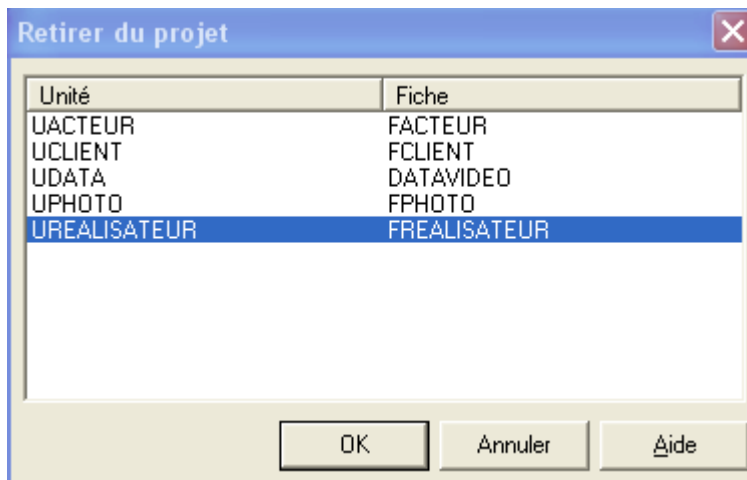 Retirer du projet
Unité Fiche
UACTEUR FACTEUR
UCLIENT FCLIENT
UDATA DATAVIDEO
UPHOTO FPHOTO
UREALISATEUR FREALISATEUR
OK Annuler Aide